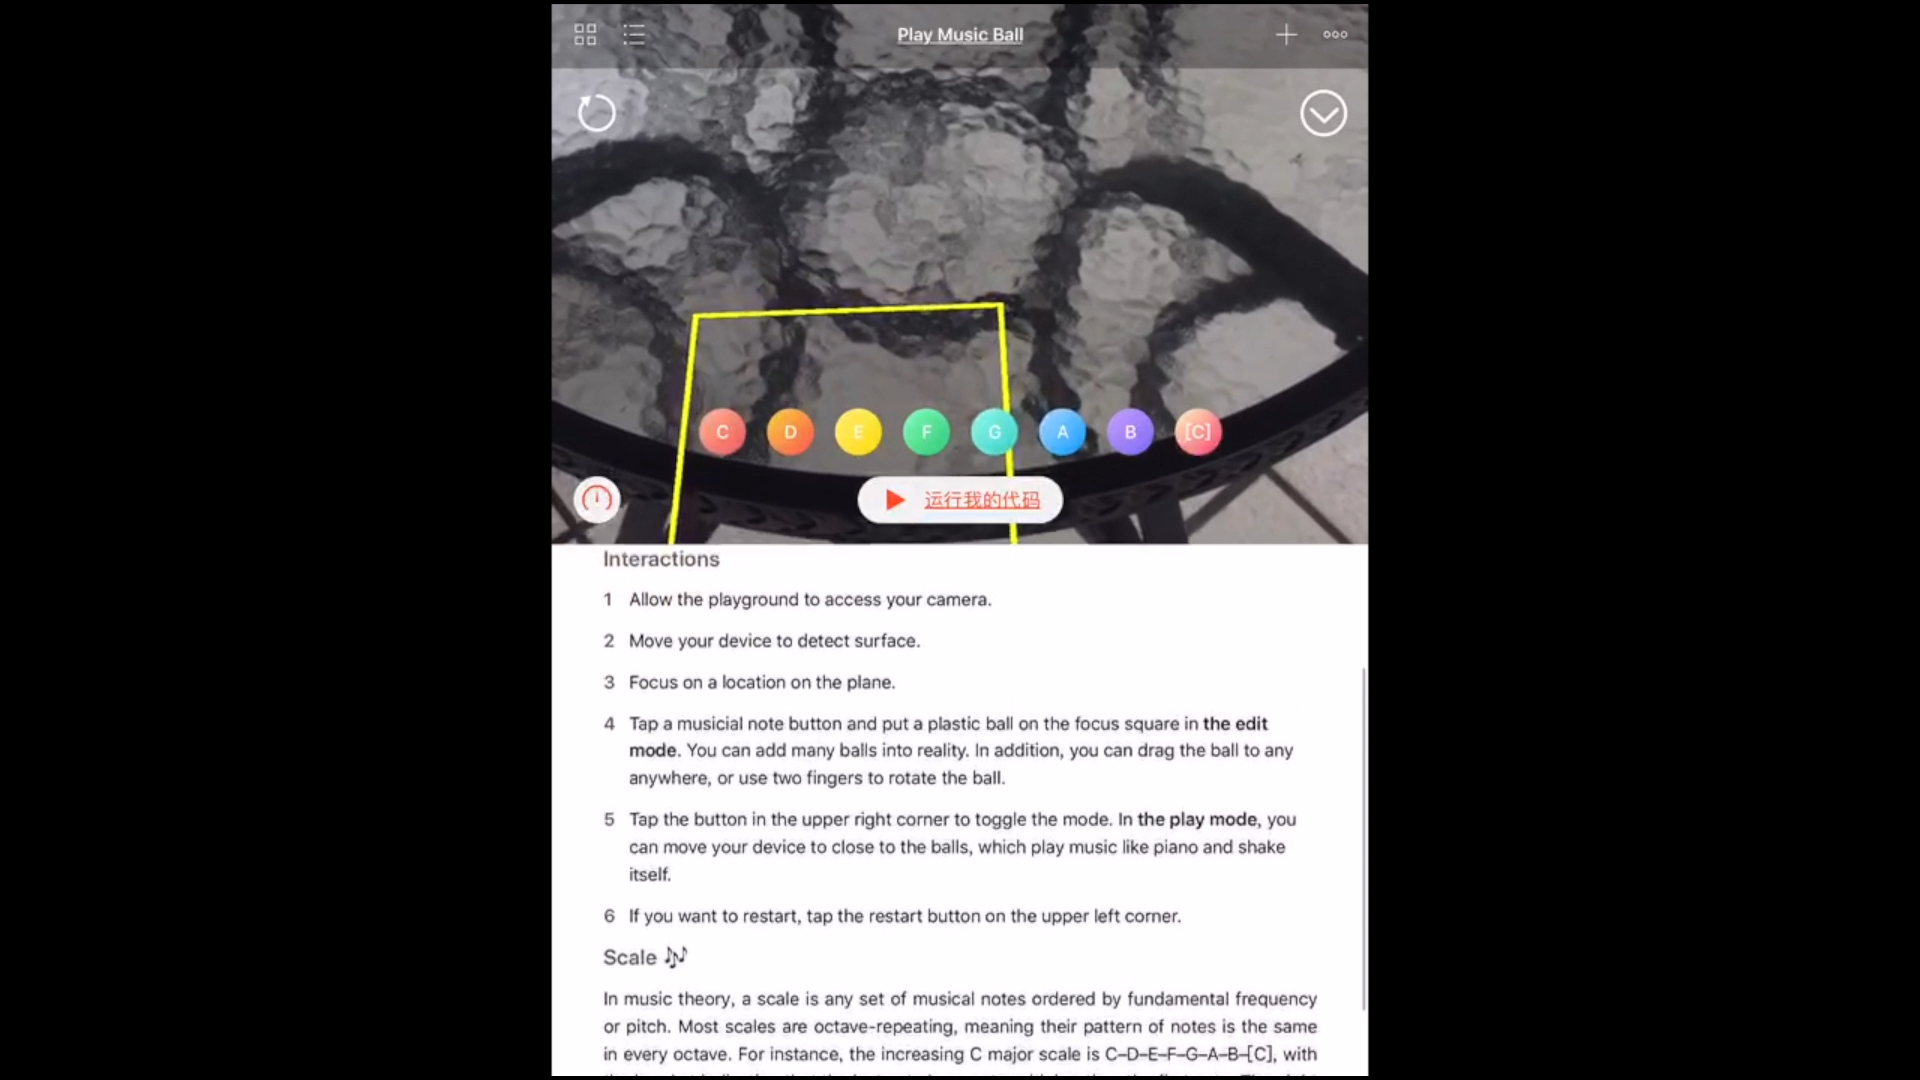 Play Music Ball
C D E F G A B [C]
运行我的代码
Interactions
1 Allow the playground to access your camera.
2 Move your device to detect surface.
3 Focus on a location on the plane.
4 Tap a musicial note button and put a plastic ball on the focus square in the edit
mode. You can add many balls into reality. In addition, you can drag the ball to any
anywhere, or use two fingers to rotate the ball.
5 Tap the button in the upper right corner to toggle the mode. In the play mode, you
can move your device to close to the balls, which play music like piano and shake
itself.
6 If you want to restart, tap the restart button on the upper left corner.
Scale
In music theory, a scale is any set of musical notes ordered by fundamental frequency
or pitch. Most scales are octave-repeating, meaning their pattern of notes is the same
in every octave. For instance, the increasing C major scale is C–D–E–F–G–A–B–[C], with